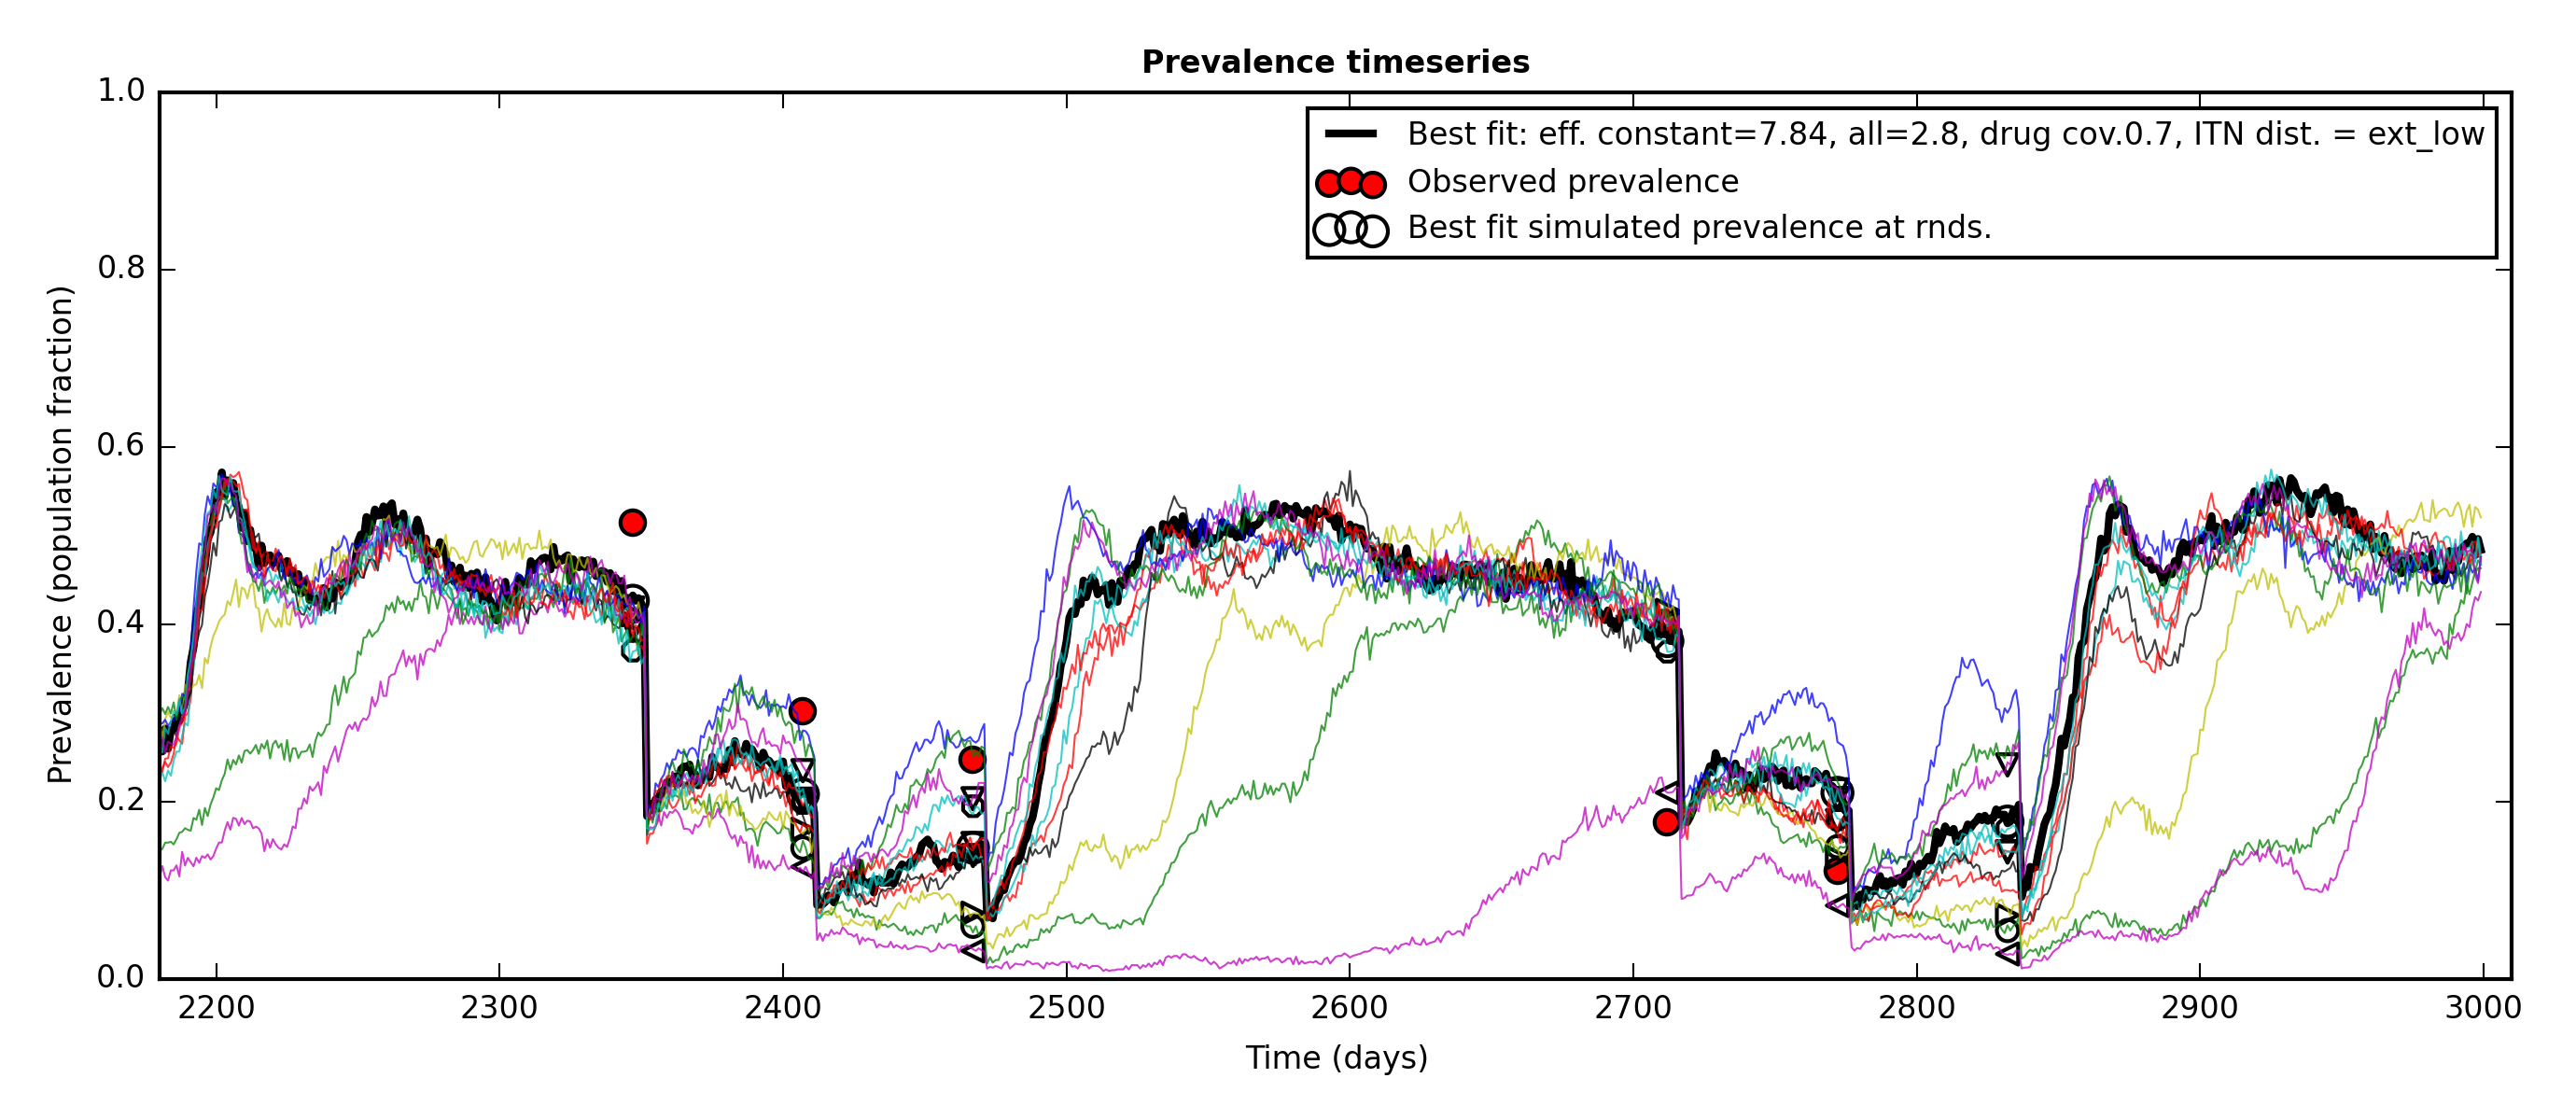 Prevalence timeseries
Best fit: eff. constant=7.84, all=2.8, drug cov.0.7, ITN dist. = ext_low
Observed prevalence
Best fit simulated prevalence at rnds.
Prevalence (population fraction)
1.0
0.8
0.6
0.4
0.2
0.0
2200 2300 2400 2500 2600 2700 2800 2900 3000
Time (days)